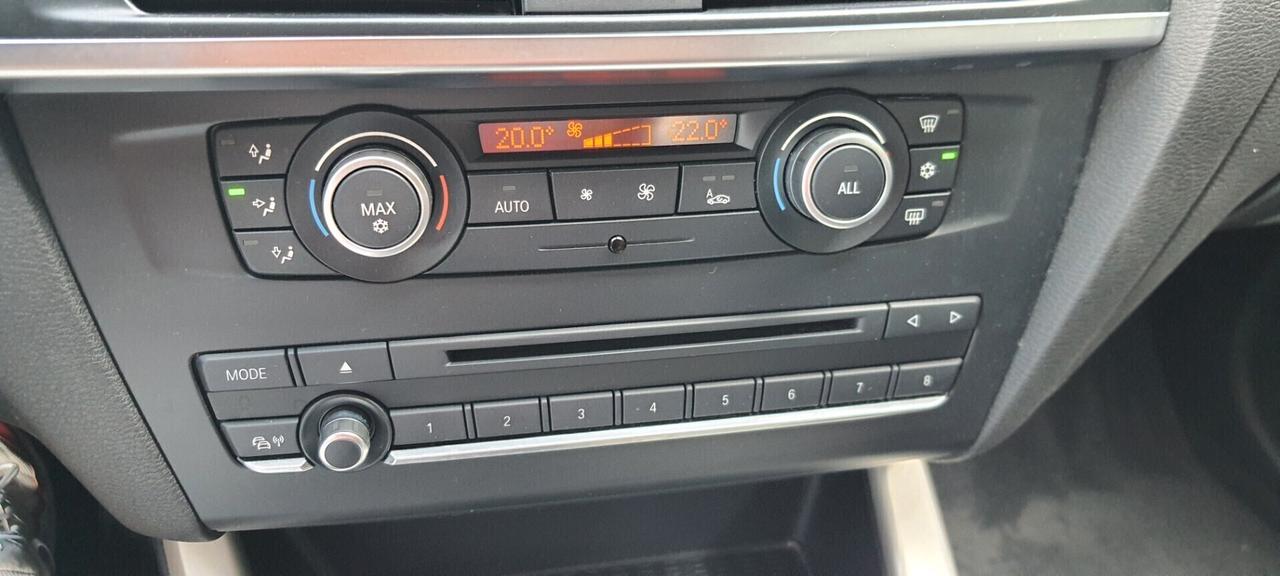 20.0° 22.0°
MAX
AUTO
A
ALL
MODE
1 2 3 4 5 6 7 8